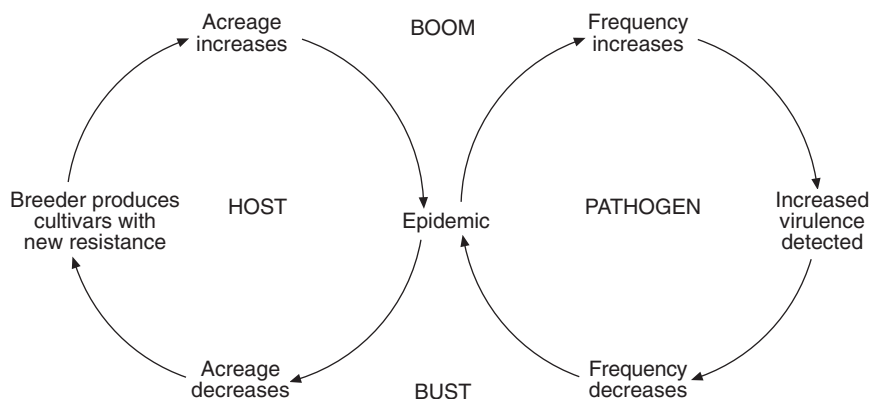 Acreage
increases
BOOM
Frequency
increases
Breeder produces
cultivars with
new resistance
HOST
Epidemic
PATHOGEN
Increased
virulence
detected
Acreage
decreases
BUST
Frequency
decreases